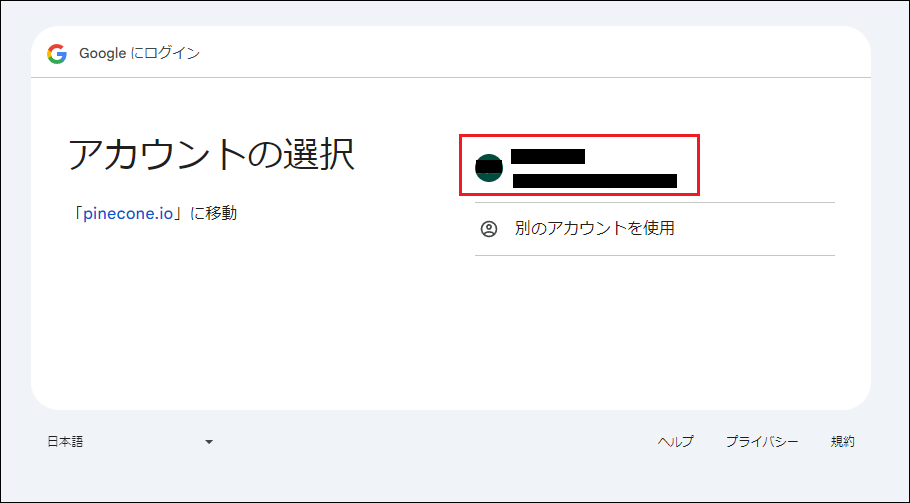 Google にログイン
アカウントの選択
「pinecone.io」に移動
別のアカウントを使用
日本語
ヘルプ
プライバシー
規約